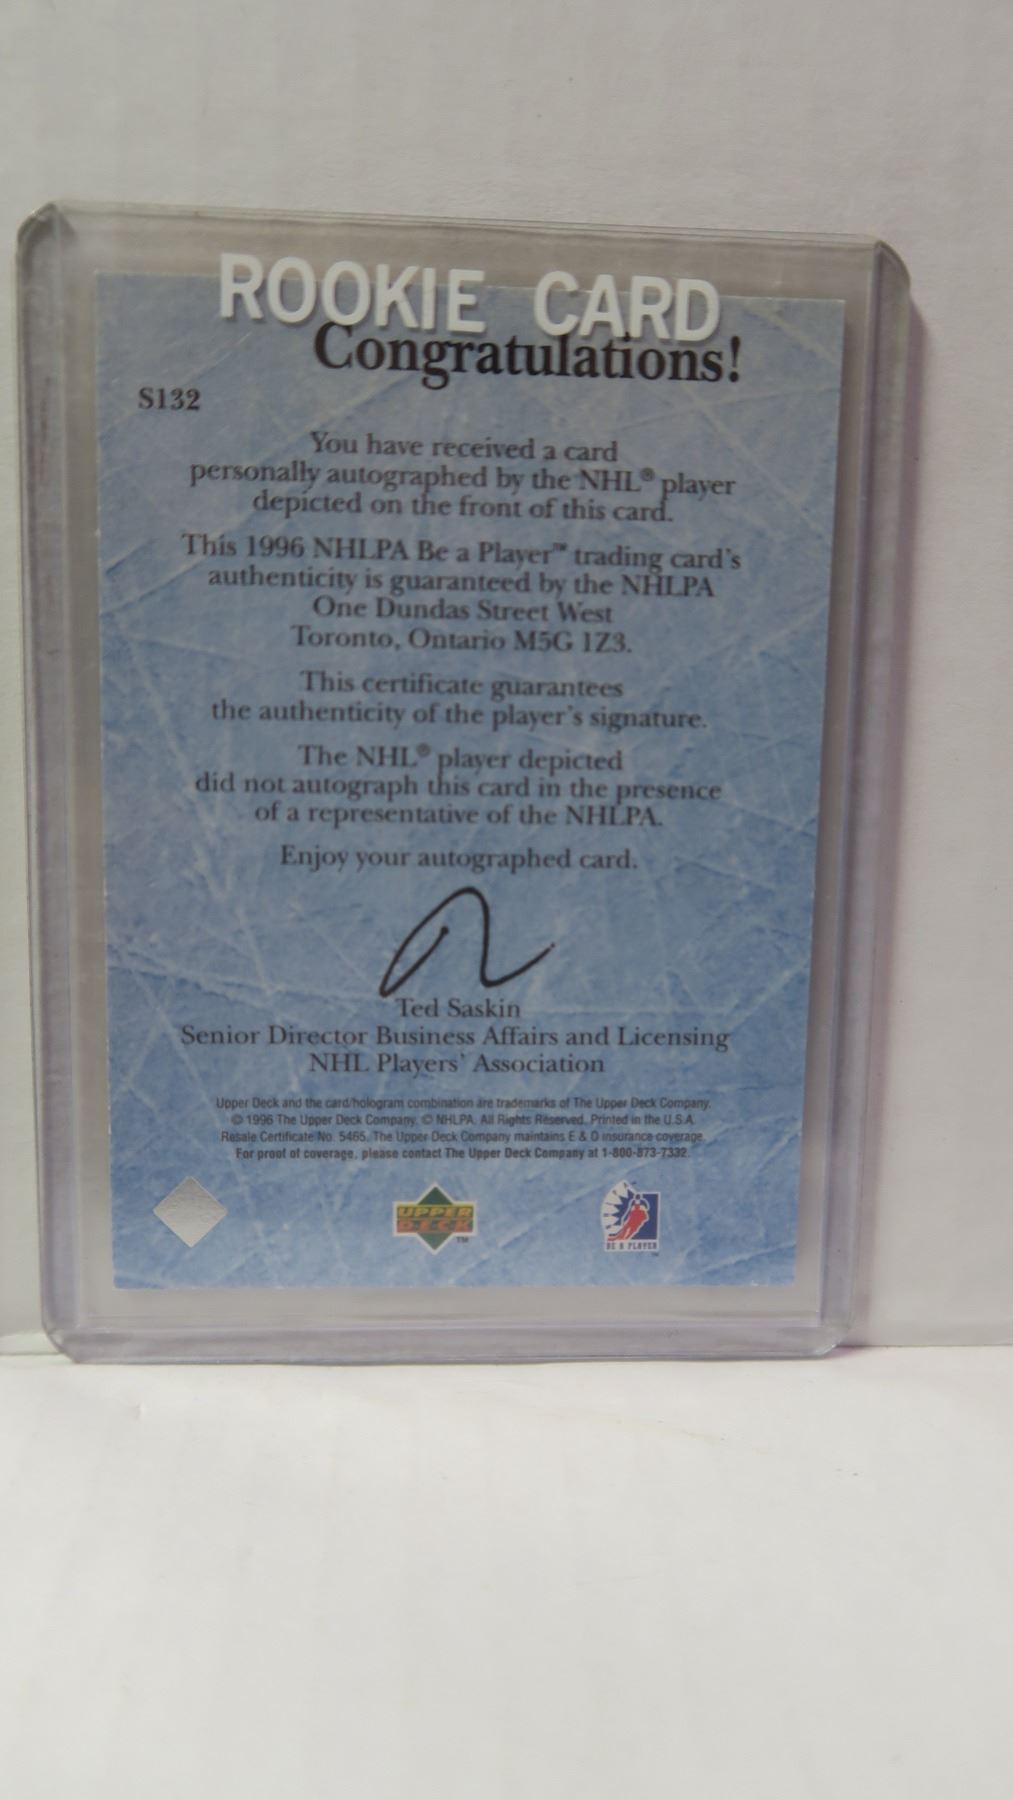 ROOKIE CARD
Congratulations!
S132
You have received a card
personally autographed by the NHL® player
depicted on the front of this card.
This 1996 NHLPA Be a Player™ trading card's
authenticity is guaranteed by the NHLPA
One Dundas Street West
Toronto, Ontario M5G 1Z3.
This certificate guarantees
the authenticity of the player's signature.
The NHL® player depicted
did not autograph this card in the presence
of a representative of the NHLPA.
Enjoy your autographed card.
Ted Saskin
Senior Director Business Affairs and Licensing
NHL Players' Association
Upper Deck and the card/hologram combination are trademarks of The Upper Deck Company.
© 1996 The Upper Deck Company. © NHLPA. All Rights Reserved. Printed in the U.S.A.
Resale Certificate No. 5465. The Upper Deck Company maintains E & O insurance coverage.
For proof of coverage, please contact The Upper Deck Company at 1-800-873-7332.
UPPER
DECK
™
BE A PLAYER
™